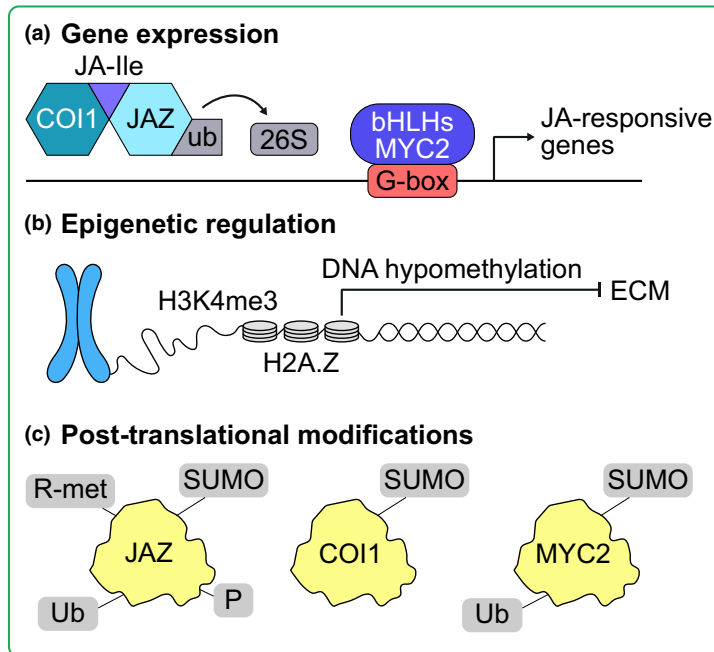 (a) Gene expression
JA-Ile
COI1 JAZ ub 26S
bHLHs
MYC2
G-box
JA-responsive
genes
(b) Epigenetic regulation
DNA hypomethylation
ECM
H3K4me3
H2A.Z
(c) Post-translational modifications
R-met SUMO
JAZ
Ub P
SUMO
COI1
SUMO
MYC2
Ub